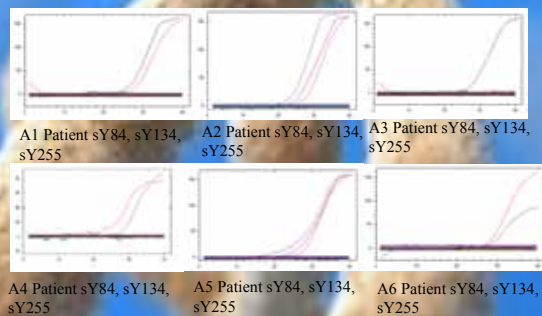 A1 Patient sY84, sY134,
sY255
A2 Patient sY84, sY134,
sY255
A3 Patient sY84, sY134,
sY255
A4 Patient sY84, sY134,
sY255
A5 Patient sY84, sY134,
sY255
A6 Patient sY84, sY134,
sY255